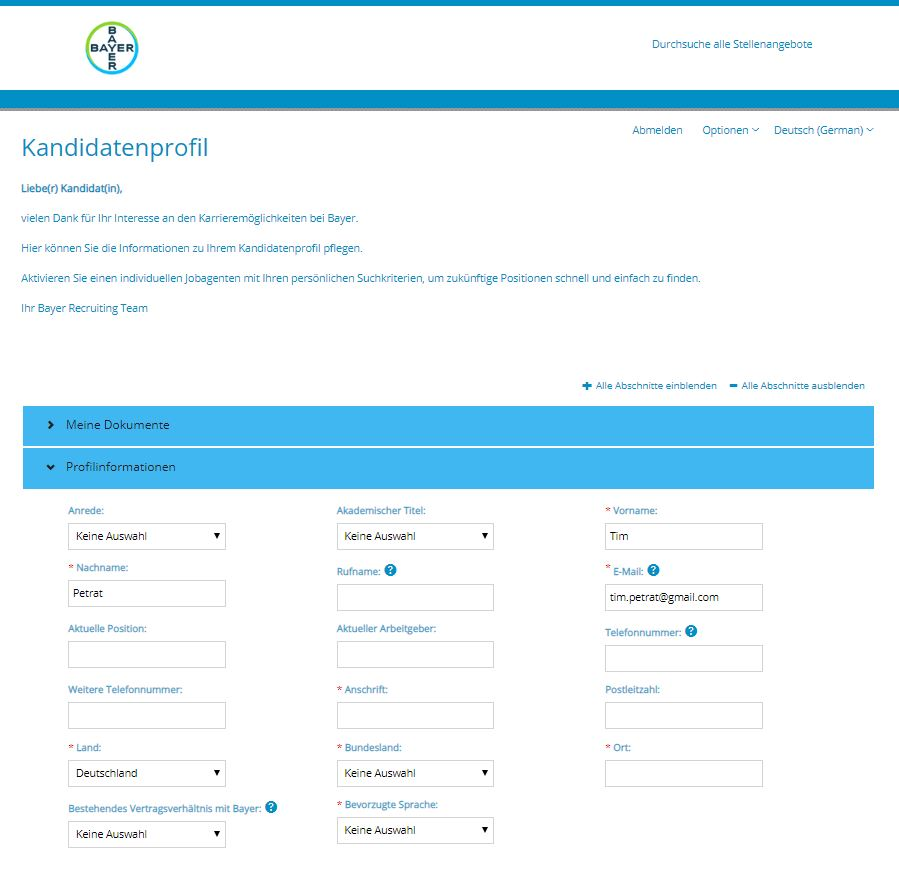 BAYER
BAYER
Durchsuche alle Stellenangebote
Abmelden Optionen Deutsch (German)
Kandidatenprofil
Liebe(r) Kandidat(in),
vielen Dank für Ihr Interesse an den Karrieremöglichkeiten bei Bayer.
Hier können Sie die Informationen zu Ihrem Kandidatenprofil pflegen.
Aktivieren Sie einen individuellen Jobagenten mit Ihren persönlichen Suchkriterien, um zukünftige Positionen schnell und einfach zu finden.
Ihr Bayer Recruiting Team
Alle Abschnitte einblenden Alle Abschnitte ausblenden
Meine Dokumente
Profilinformationen
Anrede: Akademischer Titel: * Vorname:
Keine Auswahl Keine Auswahl Tim
* Nachname: Rufname: ? * E-Mail: ?
Petrat tim.petrat@gmail.com
Aktuelle Position: Aktueller Arbeitgeber: Telefonnummer: ?
Weitere Telefonnummer: * Anschrift: Postleitzahl:
* Land: * Bundesland: * Ort:
Deutschland Keine Auswahl
Bestehendes Vertragsverhältnis mit Bayer: ? * Bevorzugte Sprache:
Keine Auswahl Keine Auswahl